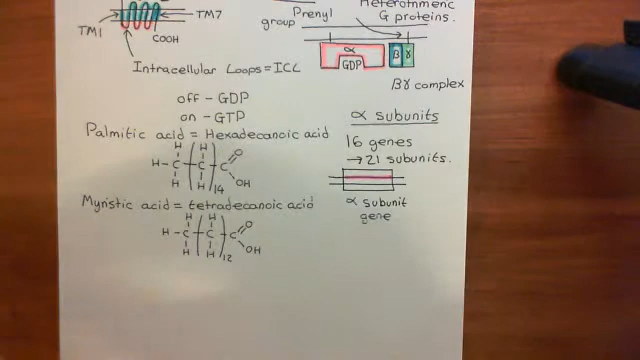 Prenyl
group
Heterotrimeric
G proteins.
TM1
TM7
COOH
α
GDP
β
γ
Intracellular Loops = ICL
βγ complex
off - GDP
on - GTP
Palmitic acid = Hexadecanoic acid
H
H
H-C
C
C
O
H
H
14
OH
Myristic acid = tetradecanoic acid
H
H
H-C
C
C
O
H
H
12
OH
α subunits
16 genes
→ 21 subunits.
α subunit
gene